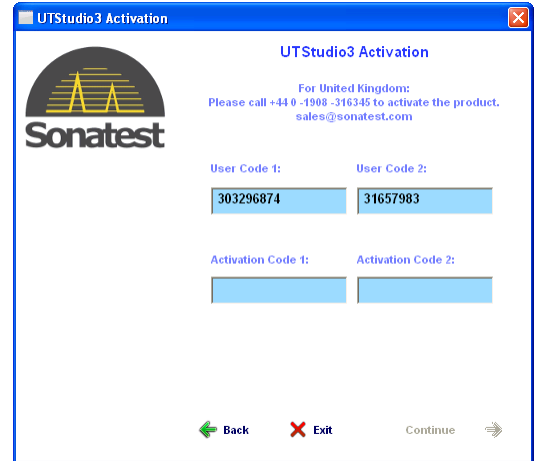 UTStudio3 Activation
UTStudio3 Activation
For United Kingdom:
Please call +44 0 -1908 -316345 to activate the product.
sales@sonatest.com
Sonatest
User Code 1: User Code 2:
303296874 31657983
Activation Code 1: Activation Code 2:
Back Exit Continue